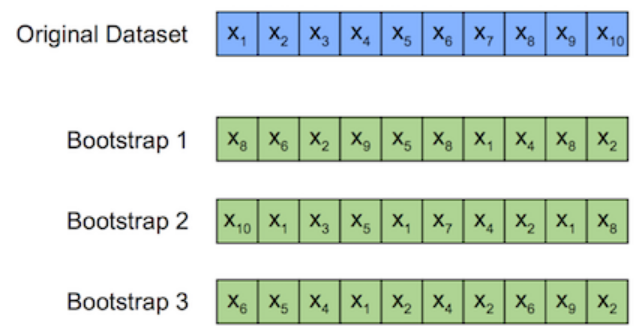 Original Dataset x₁ x₂ x₃ x₄ x₅ x₆ x₇ x₈ x₉ x₁₀
Bootstrap 1 x₈ x₆ x₂ x₉ x₅ x₈ x₁ x₄ x₈ x₂
Bootstrap 2 x₁₀ x₁ x₃ x₅ x₁ x₇ x₄ x₂ x₁ x₈
Bootstrap 3 x₆ x₅ x₄ x₁ x₂ x₄ x₂ x₆ x₉ x₂